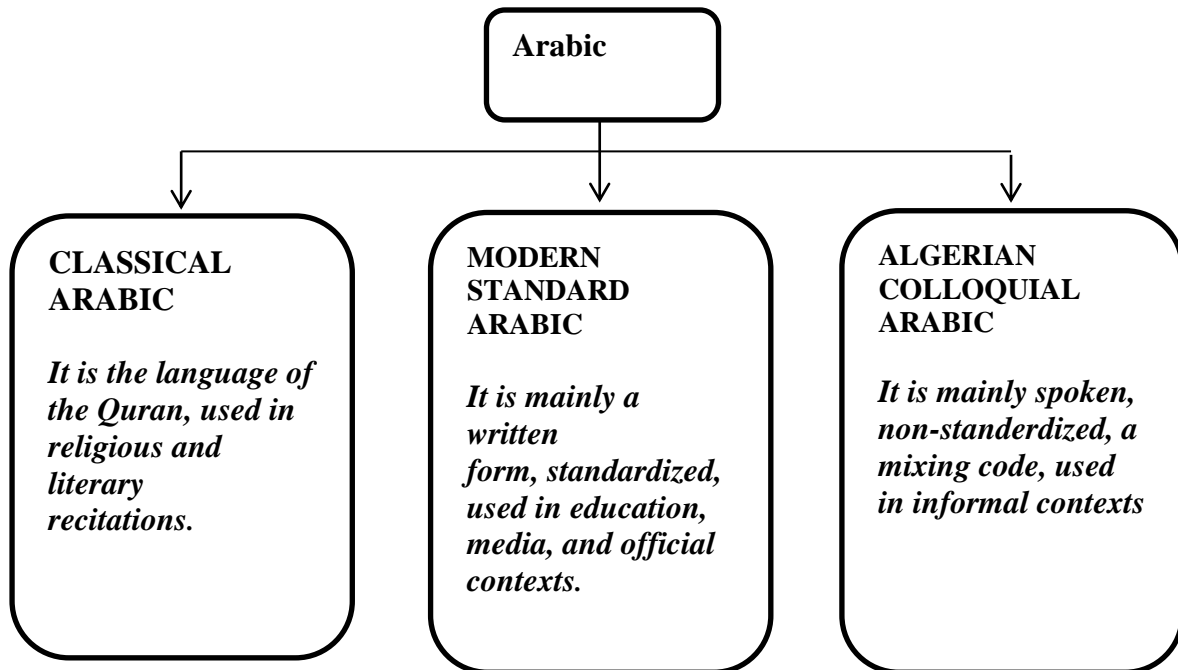 Arabic
CLASSICAL
ARABIC
It is the language of
the Quran, used in
religious and
literary
recitations.
MODERN
STANDARD
ARABIC
It is mainly a
written
form, standardized,
used in education,
media, and official
contexts.
ALGERIAN
COLLOQUIAL
ARABIC
It is mainly spoken,
non-standerdized, a
mixing code, used
in informal contexts